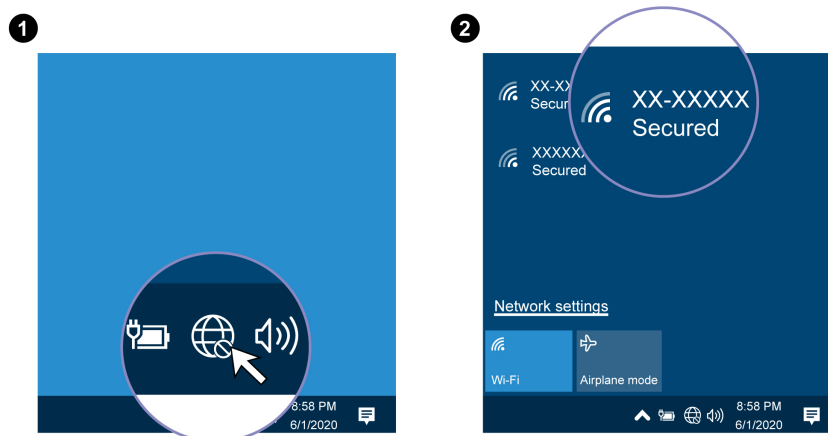 1
8:58 PM
6/1/2020
2
XX-XX
Secur
XX-XXXXX
Secured
XXXXXX
Secured
Network settings
Wi-Fi
Airplane mode
8:58 PM
6/1/2020